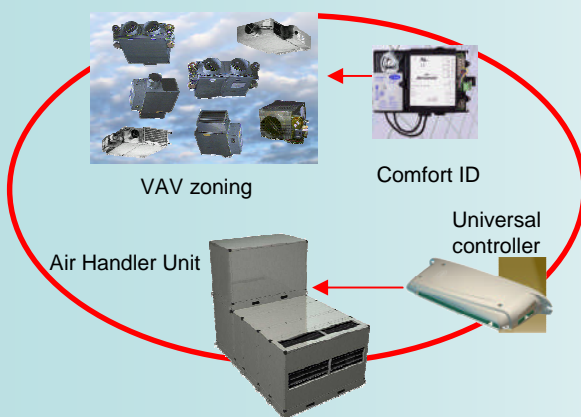 VAV zoning
Comfort ID
Universal
controller
Air Handler Unit